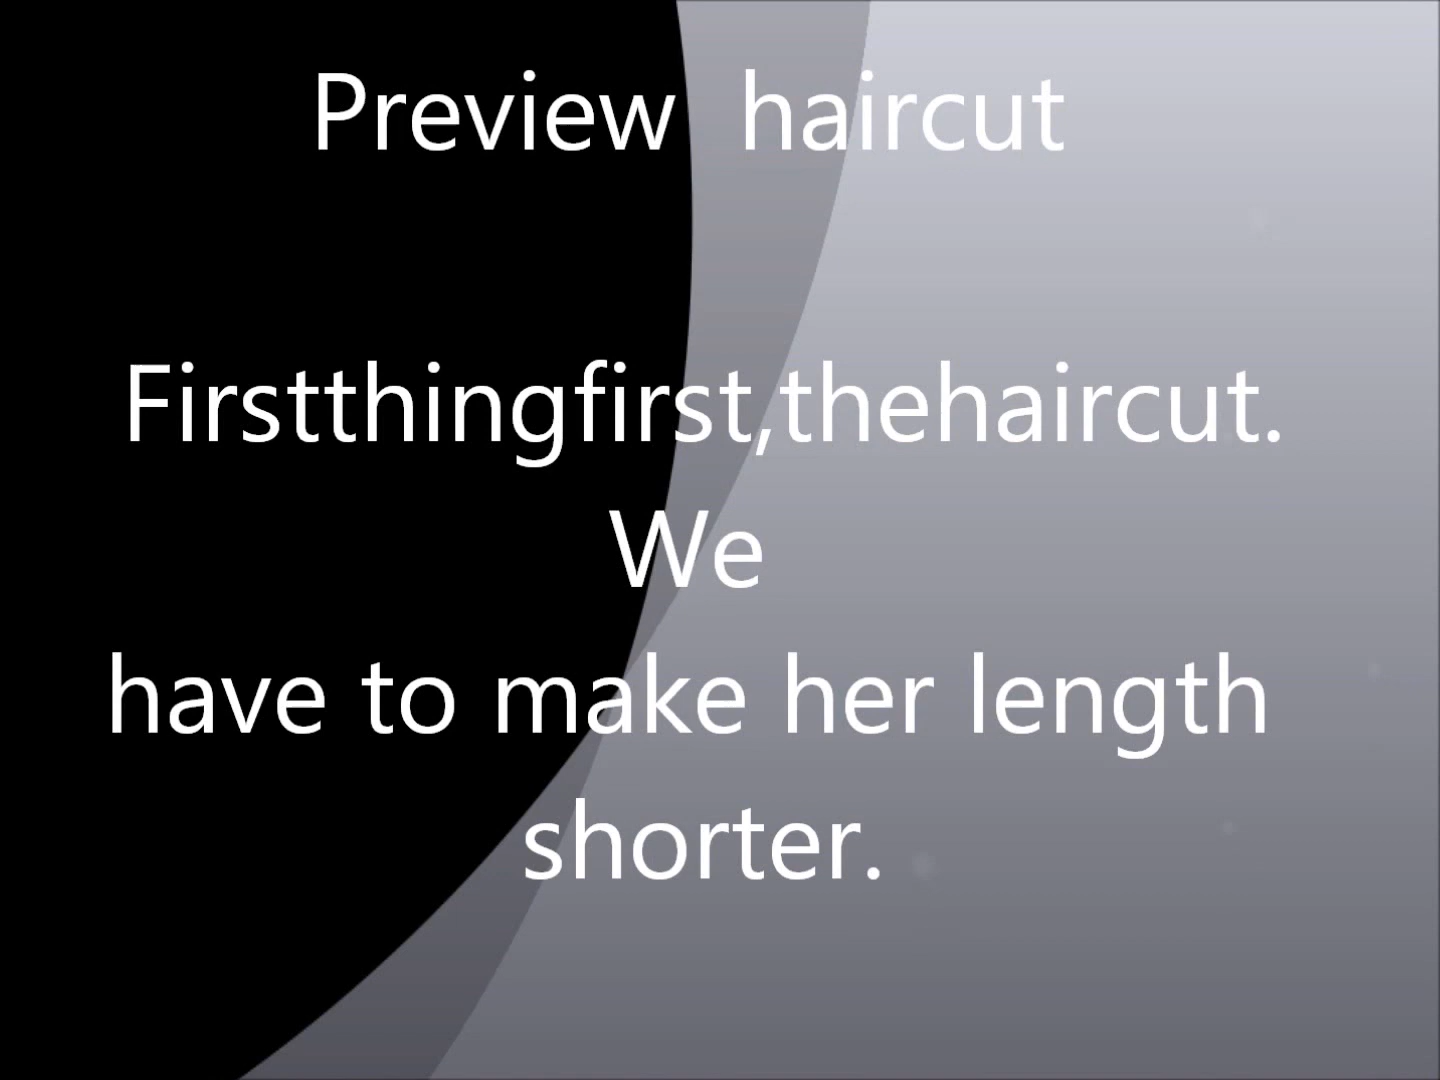 Preview haircut
Firstthingfirst,thehaircut.
We
have to make her length
shorter.